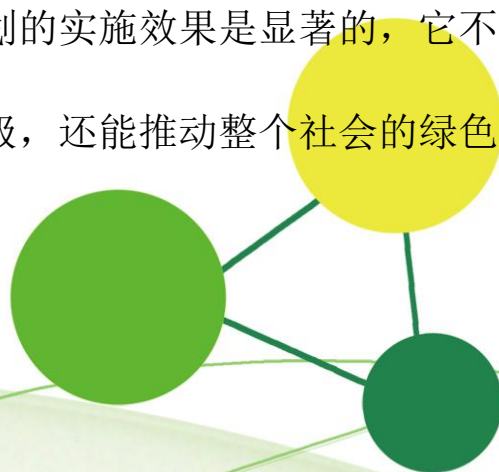 划的实施效果是显著的，它不
级，还能推动整个社会的绿色